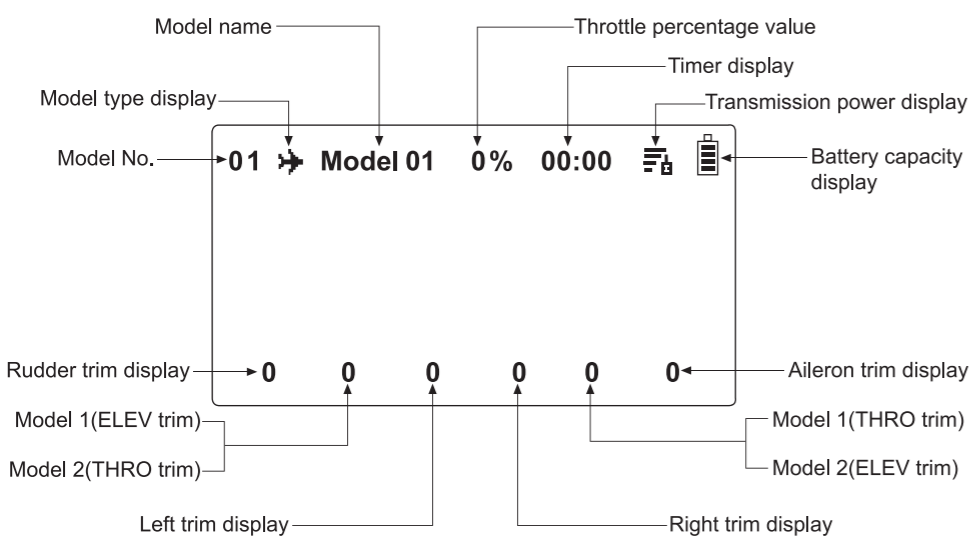 Model name
Throttle percentage value
Timer display
Model type display
Transmission power display
Model No.
01 Model 01 0% 00:00
Battery capacity
display
Rudder trim display
0 0 0 0 0 0
Aileron trim display
Model 1(ELEV trim)
Model 1(THRO trim)
Model 2(THRO trim)
Model 2(ELEV trim)
Left trim display
Right trim display